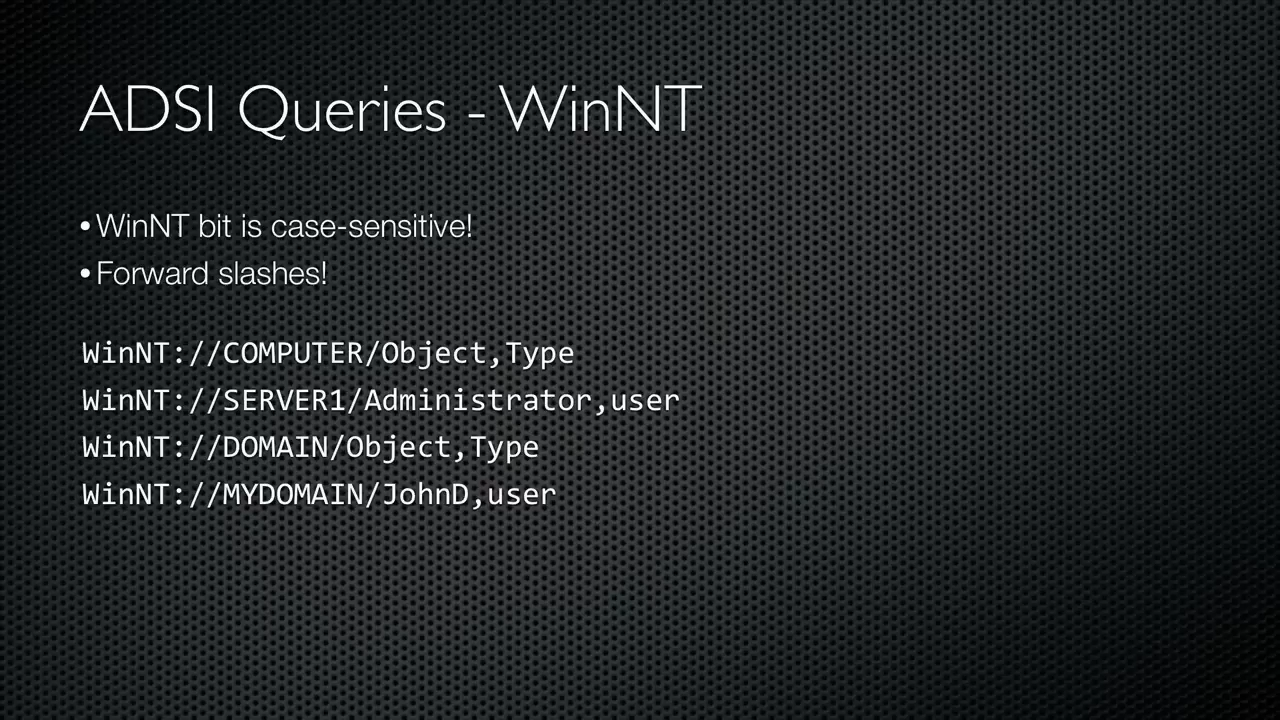 ADSI Queries - WinNT
• WinNT bit is case-sensitive!
• Forward slashes!
WinNT://COMPUTER/Object,Type
WinNT://SERVER1/Administrator,user
WinNT://DOMAIN/Object,Type
WinNT://MYDOMAIN/JohnD,user